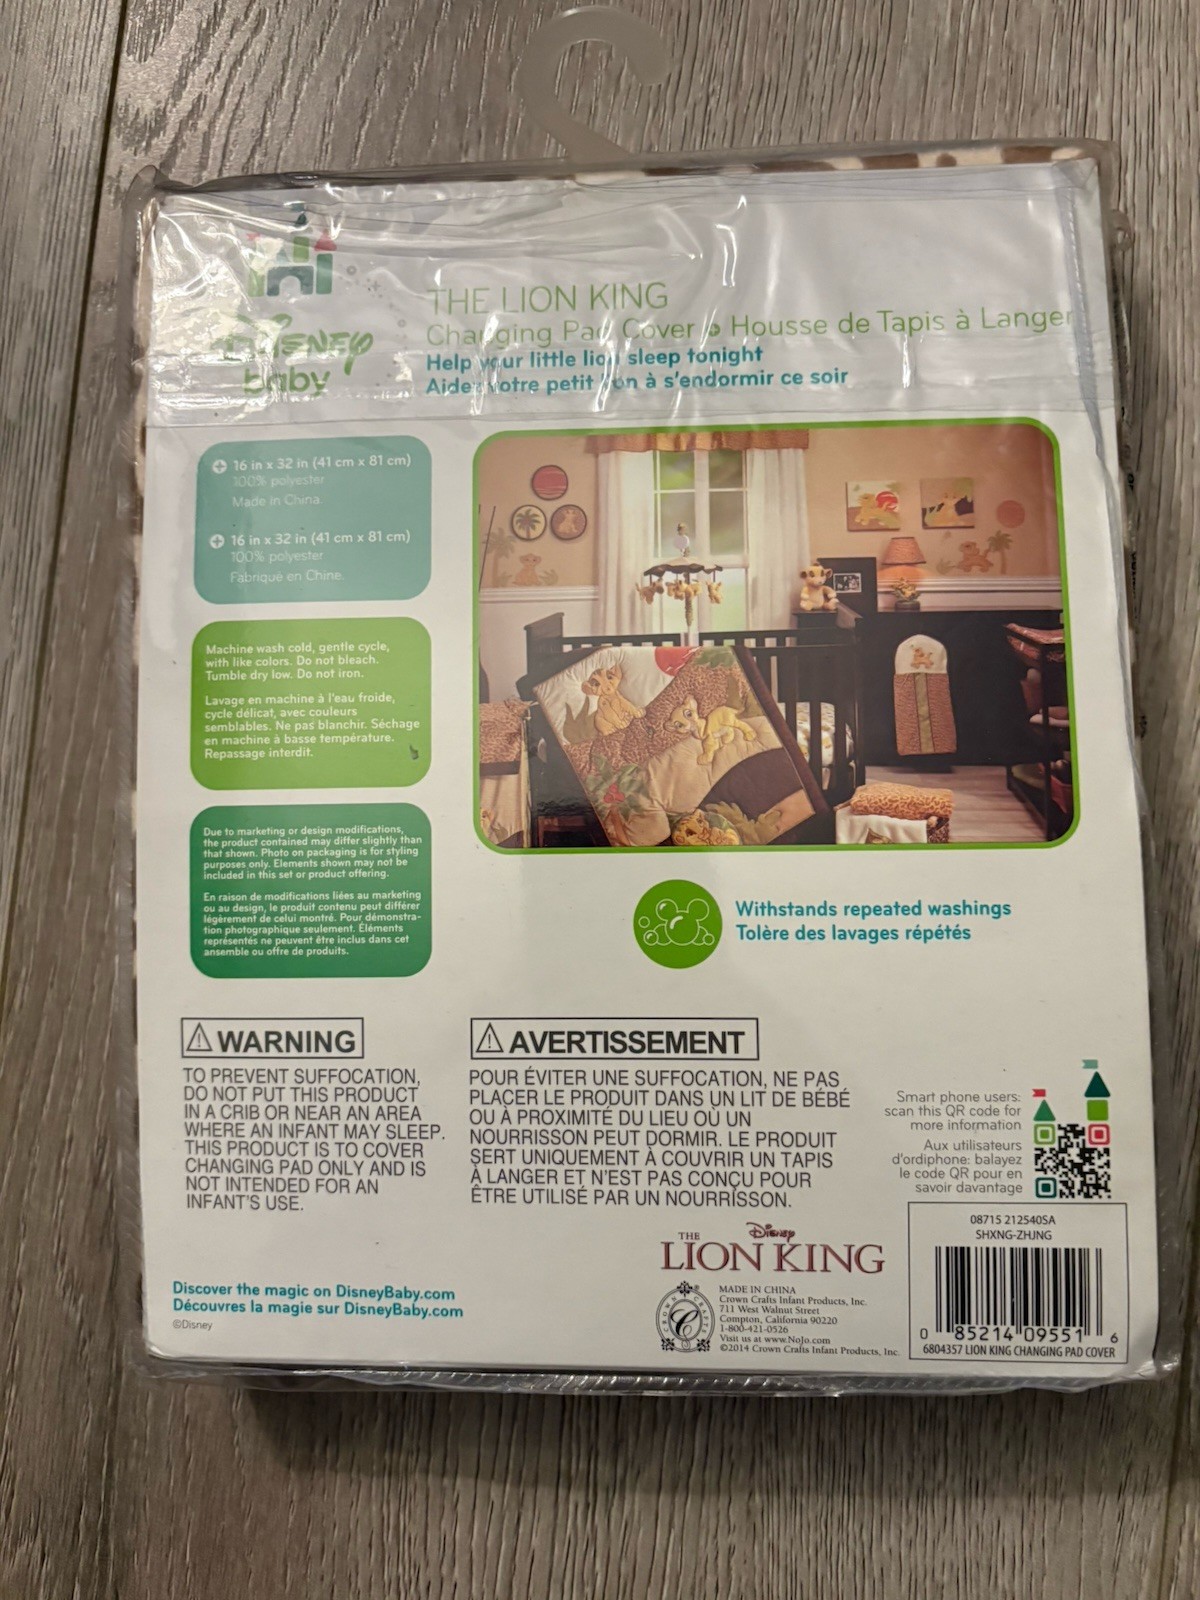 DISNEY
baby
THE LION KING
Changing Pad Cover • Housse de Tapis à Langer
Help your little lion sleep tonight
Aidez votre petit lion à s'endormir ce soir
16 in x 32 in (41 cm x 81 cm)
100% polyester
Made in China
16 in x 32 in (41 cm x 81 cm)
100% polyester
Fabriqué en Chine.
Machine wash cold, gentle cycle,
with like colors. Do not bleach.
Tumble dry low. Do not iron.
Lavage en machine à l'eau froide,
cycle délicat, avec couleurs
semblables. Ne pas blanchir. Séchage
en machine à basse température.
Repassage interdit.
Due to marketing or design modifications,
the product contained may differ slightly than
that shown. Photo on packaging is for styling
purposes only. Elements shown may not be
included in this set or product offering.
En raison de modifications liées au marketing
ou au design, le produit contenu peut différer
légèrement de celui montré. Pour démonstra-
tion photographique seulement. Éléments
représentés ne peuvent être inclus dans cet
ensemble ou offre de produits.
Withstands repeated washings
Tolère des lavages répétés
⚠ WARNING
TO PREVENT SUFFOCATION,
DO NOT PUT THIS PRODUCT
IN A CRIB OR NEAR AN AREA
WHERE AN INFANT MAY SLEEP.
THIS PRODUCT IS TO COVER
CHANGING PAD ONLY AND IS
NOT INTENDED FOR AN
INFANT'S USE.
⚠ AVERTISSEMENT
POUR ÉVITER UNE SUFFOCATION, NE PAS
PLACER LE PRODUIT DANS UN LIT DE BÉBÉ
OU À PROXIMITÉ DU LIEU OÙ UN
NOURRISSON PEUT DORMIR. LE PRODUIT
SERT UNIQUEMENT À COUVRIR UN TAPIS
À LANGER ET N'EST PAS CONÇU POUR
ÊTRE UTILISÉ PAR UN NOURRISSON.
Smart phone users:
scan this QR code for
more information
Aux utilisateurs
d'ordiphone: balayez
le code QR pour en
savoir davantage
Discover the magic on DisneyBaby.com
Découvres la magie sur DisneyBaby.com
©Disney
Disney
THE
LION KING
CROWN CRAFTS
MADE IN CHINA
Crown Crafts Infant Products, Inc.
711 West Walnut Street
Compton, California 90220
1-800-421-0526
Visit us at www.NoJo.com
©2014 Crown Crafts Infant Products, Inc.
08715 212540SA
SHXNG-ZHJNG
0 85214 09551 6
6804357 LION KING CHANGING PAD COVER